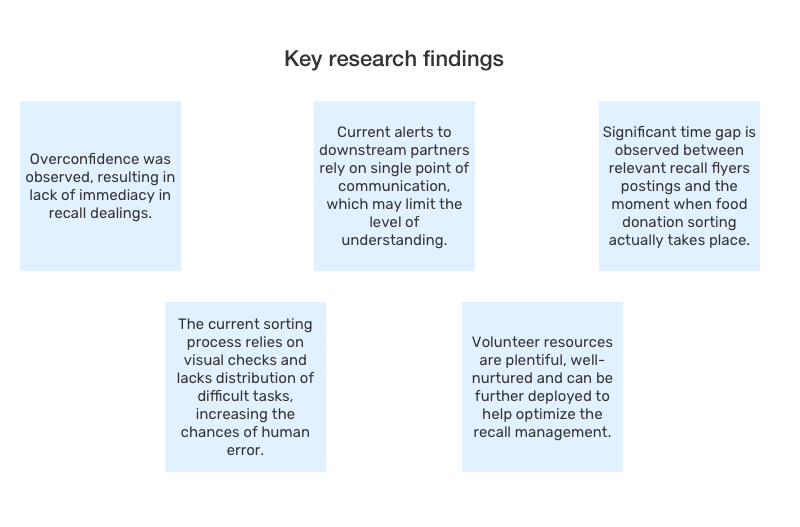 Key research findings
Overconfidence was
observed, resulting in
lack of immediacy in
recall dealings.
Current alerts to
downstream partners
rely on single point of
communication,
which may limit the
level of
understanding.
Significant time gap is
observed between
relevant recall flyers
postings and the
moment when food
donation sorting
actually takes place.
The current sorting
process relies on
visual checks and
lacks distribution of
difficult tasks,
increasing the
chances of human
error.
Volunteer resources
are plentiful, well-
nurtured and can be
further deployed to
help optimize the
recall management.